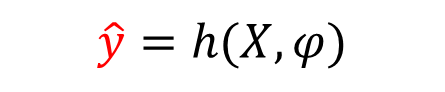 ŷ = h(X, φ)